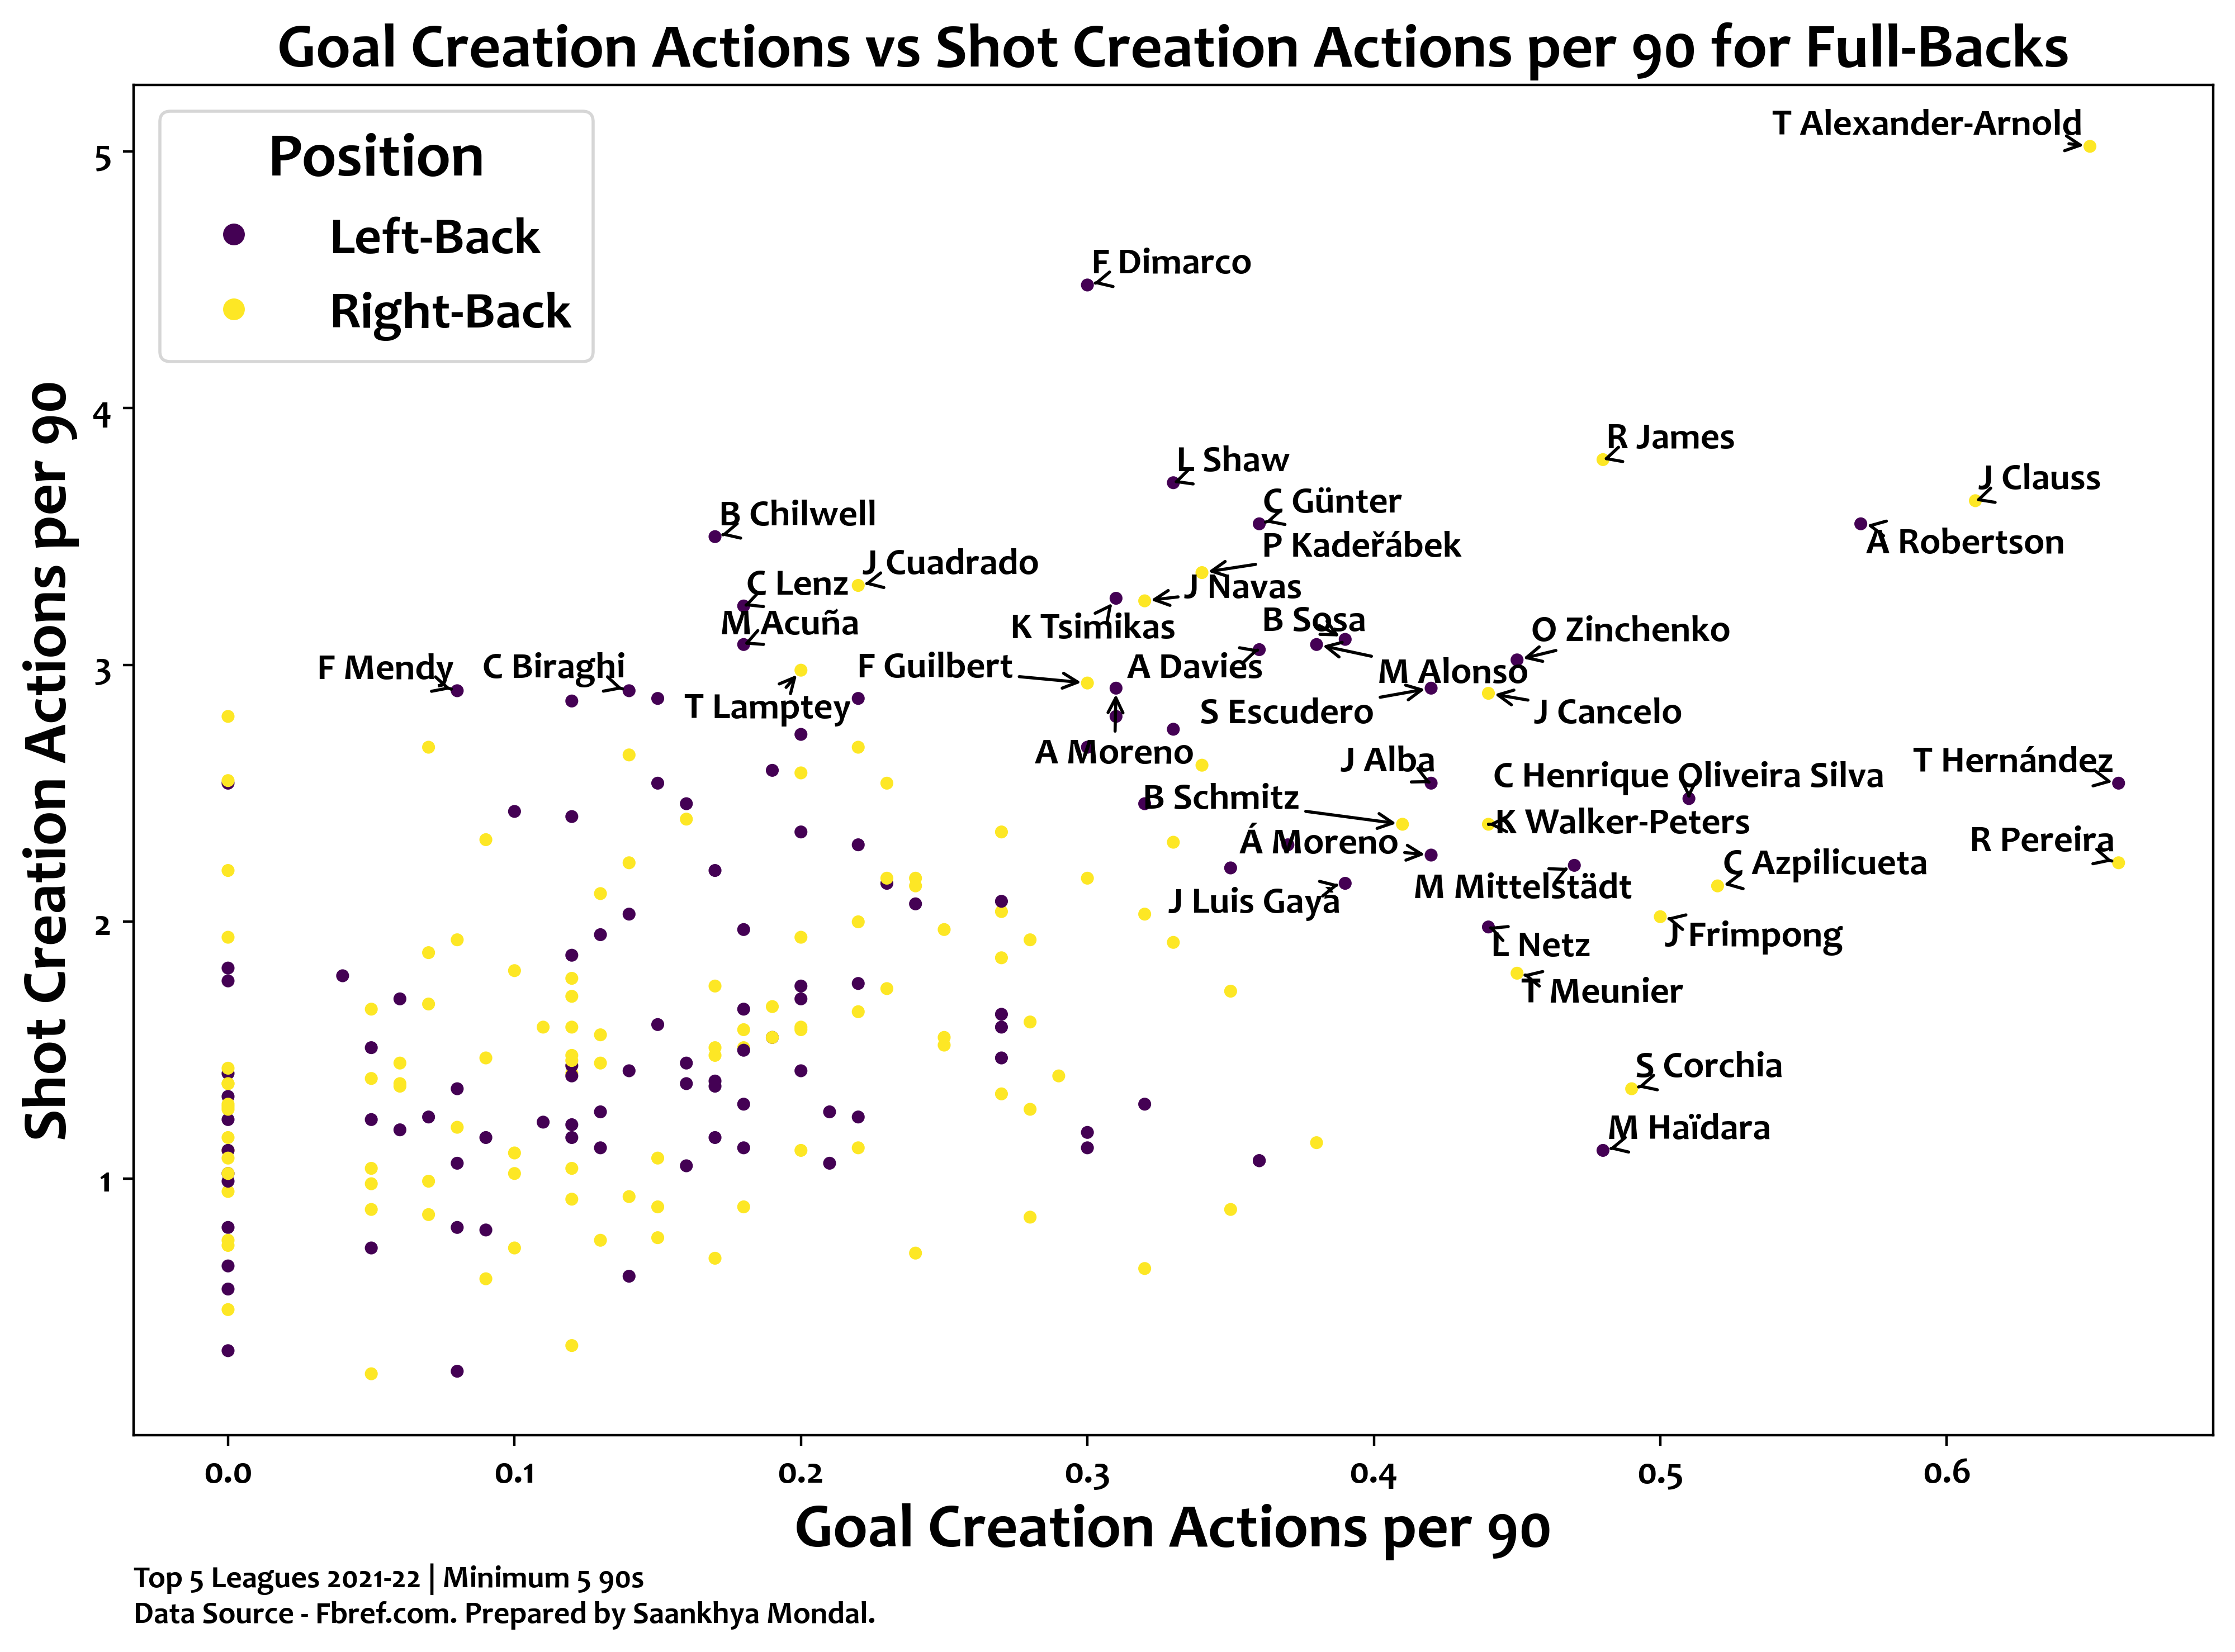 Goal Creation Actions vs Shot Creation Actions per 90 for Full-Backs
Position
Left-Back
Right-Back
Shot Creation Actions per 90
5
4
3
2
1
T Alexander-Arnold
F Dimarco
R James
L Shaw
J Clauss
C Günter
B Chilwell
P Kadeřábek
A Robertson
J Cuadrado
C Lenz
J Navas
M Acuña
K Tsimikas
B Sosa
O Zinchenko
F Mendy
C Biraghi
F Guilbert
A Davies
M Alonso
T Lamptey
S Escudero
J Cancelo
A Moreno
J Alba
T Hernández
C Henrique Oliveira Silva
B Schmitz
K Walker-Peters
Á Moreno
R Pereira
C Azpilicueta
M Mittelstädt
J Luis Gayà
J Frimpong
L Netz
T Meunier
S Corchia
M Haïdara
0.0
0.1
0.2
0.3
0.4
0.5
0.6
Goal Creation Actions per 90
Top 5 Leagues 2021-22 | Minimum 5 90s
Data Source - Fbref.com. Prepared by Saankhya Mondal.